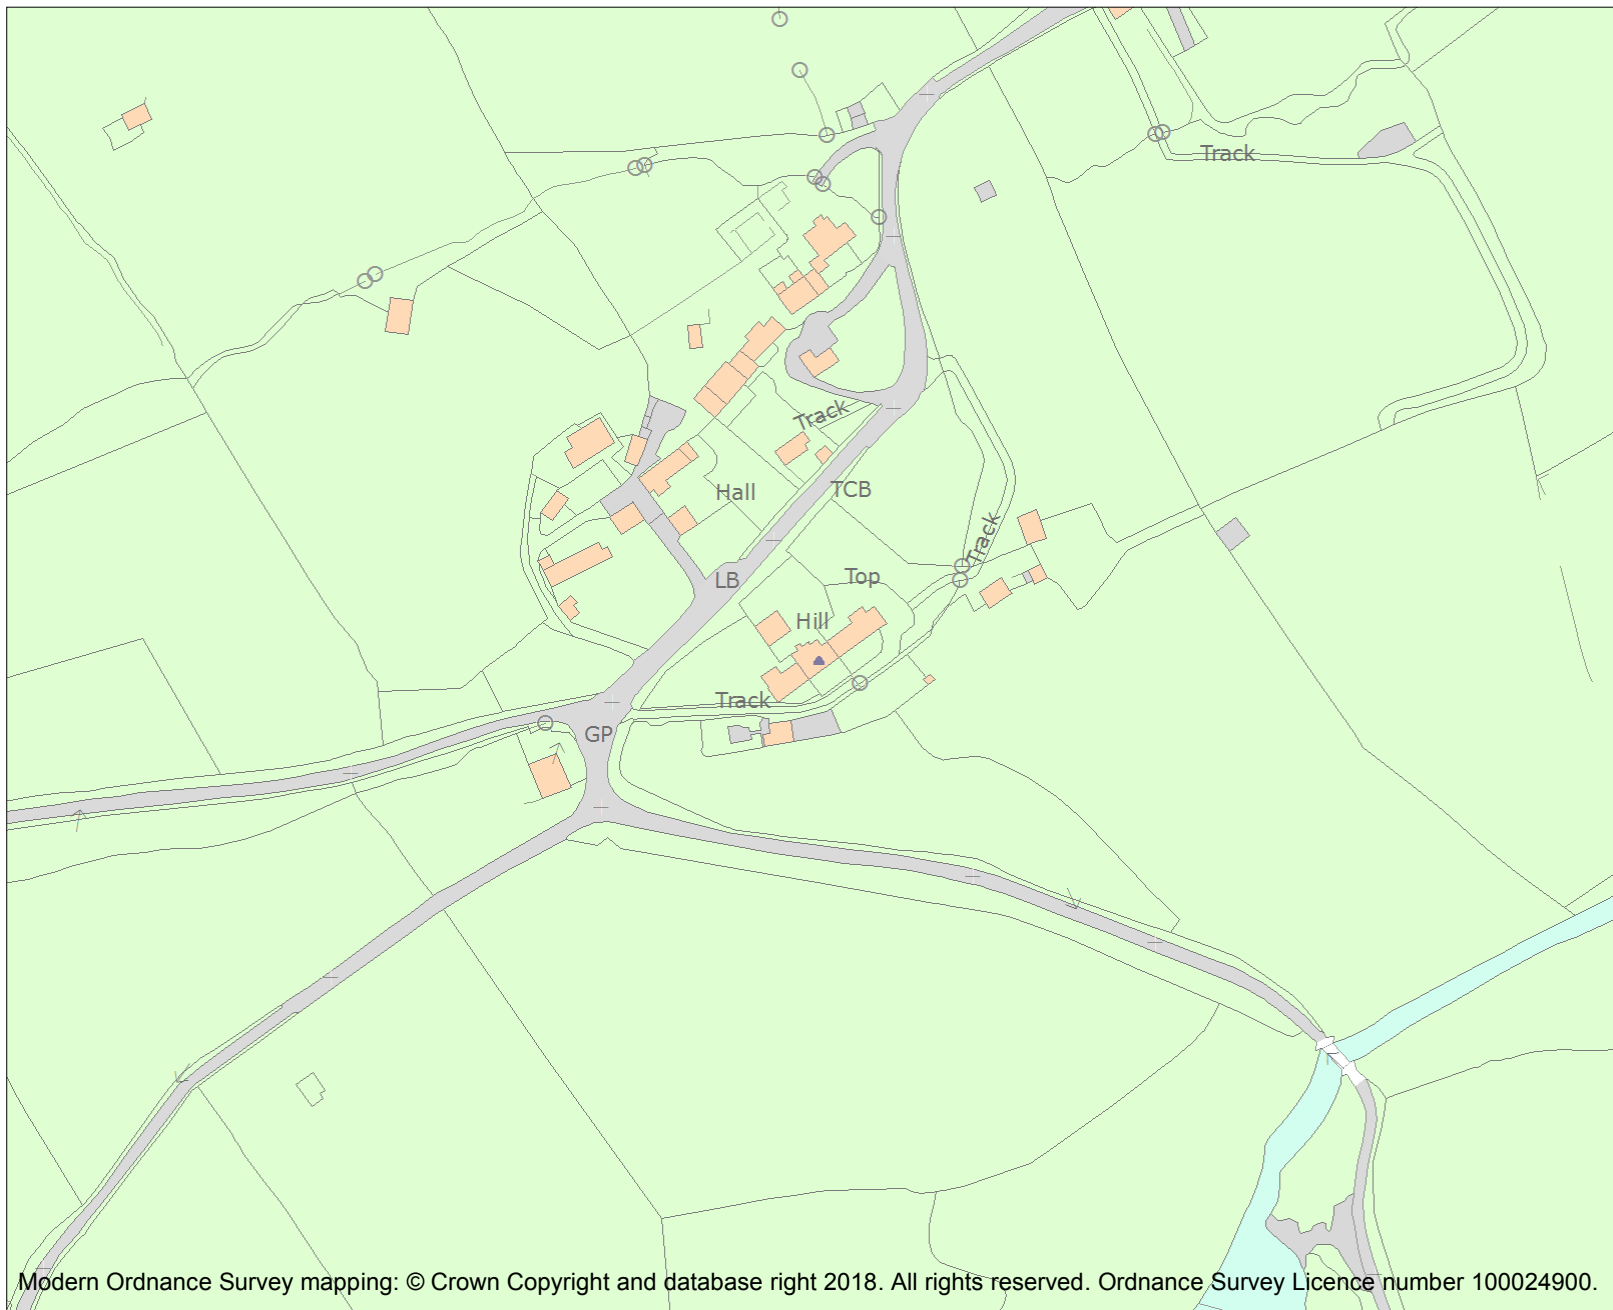 Track
Track
Hall
TCB
Track
LB
Top
Hill
Track
GP
Modern Ordnance Survey mapping: © Crown Copyright and database right 2018. All rights reserved. Ordnance Survey Licence number 100024900.